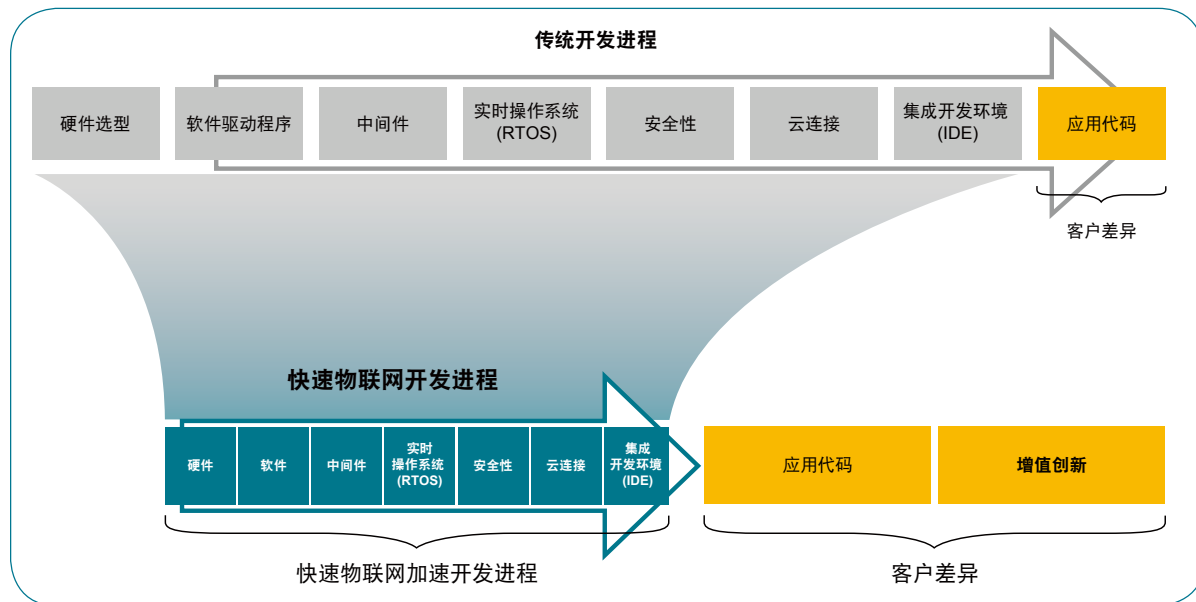 传统开发进程
硬件选型
软件驱动程序
中间件
实时操作系统
(RTOS)
安全性
云连接
集成开发环境
(IDE)
应用代码
客户差异
快速物联网开发进程
硬件
软件
中间件
实时
操作系统
(RTOS)
安全性
云连接
集成
开发环境
(IDE)
应用代码
增值创新
快速物联网加速开发进程
客户差异